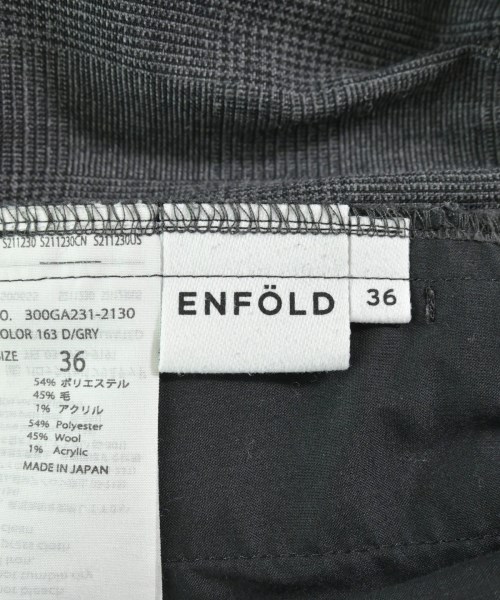 S211230 S211230CN S211230US
O. 300GA231-2130
OLOR 163 D/GRY
SIZE 36
54% ポリエステル
45% 毛
1% アクリル
54% Polyester
45% Wool
1% Acrylic
MADE IN JAPAN
ENFÖLD
36